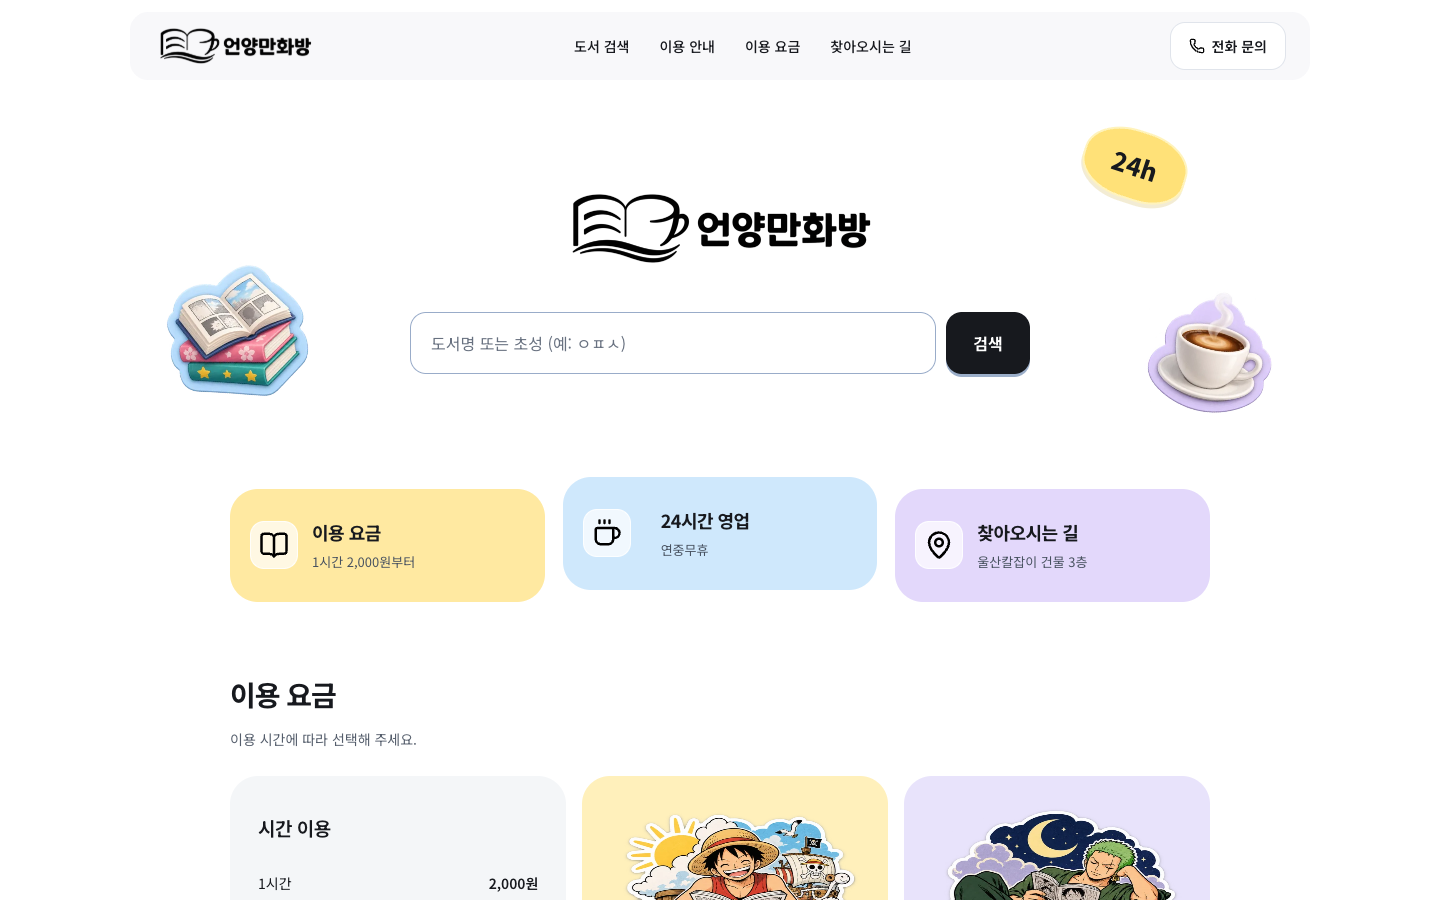 언양만화방
도서 검색
이용 안내
이용 요금
찾아오시는 길
전화 문의
24h
언양만화방
도서명 또는 초성 (예: ㅇㅍㅅ)
검색
이용 요금
1시간 2,000원부터
24시간 영업
연중무휴
찾아오시는 길
울산칼잡이 건물 3층
이용 요금
이용 시간에 따라 선택해 주세요.
시간 이용
1시간 2,000원